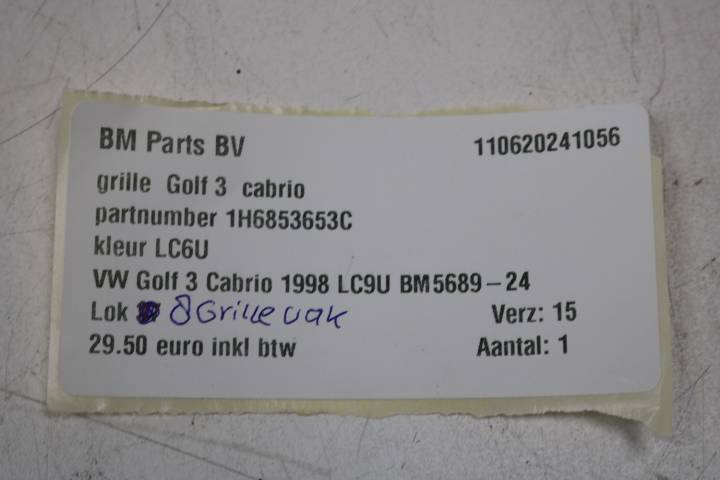 BM Parts BV 110620241056
grille Golf 3 cabrio
partnumber 1H6853653C
kleur LC6U
VW Golf 3 Cabrio 1998 LC9U BM5689-24
Lok 8 Grille vak Verz: 15
29.50 euro inkl btw Aantal: 1